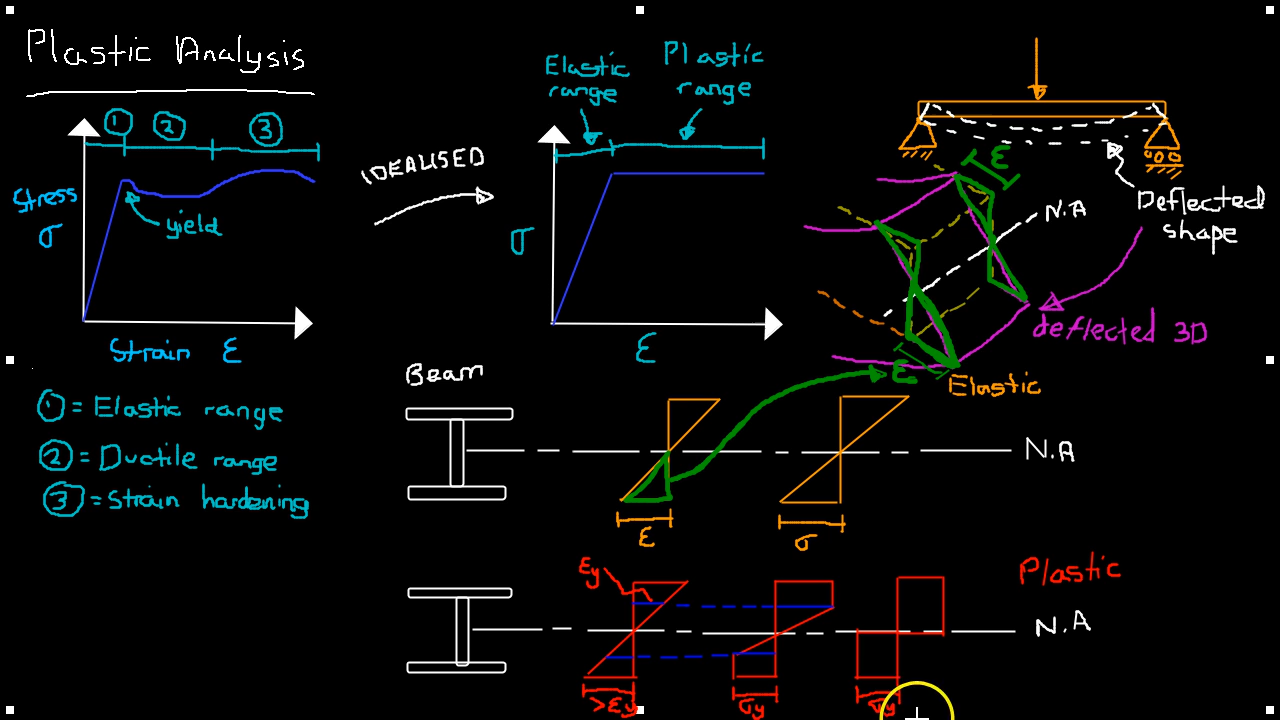 Plastic Analysis
① ② ③
Stress
σ
yield
Strain ε
IDEALISED
Elastic
range
Plastic
range
σ
ε
① = Elastic range
② = Ductile range
③ = Strain hardening
ε
N.A
Deflected
shape
deflected 3D
ε
Elastic
Beam
N.A
ε
σ
Plastic
εy
N.A
>εy
σy
σy